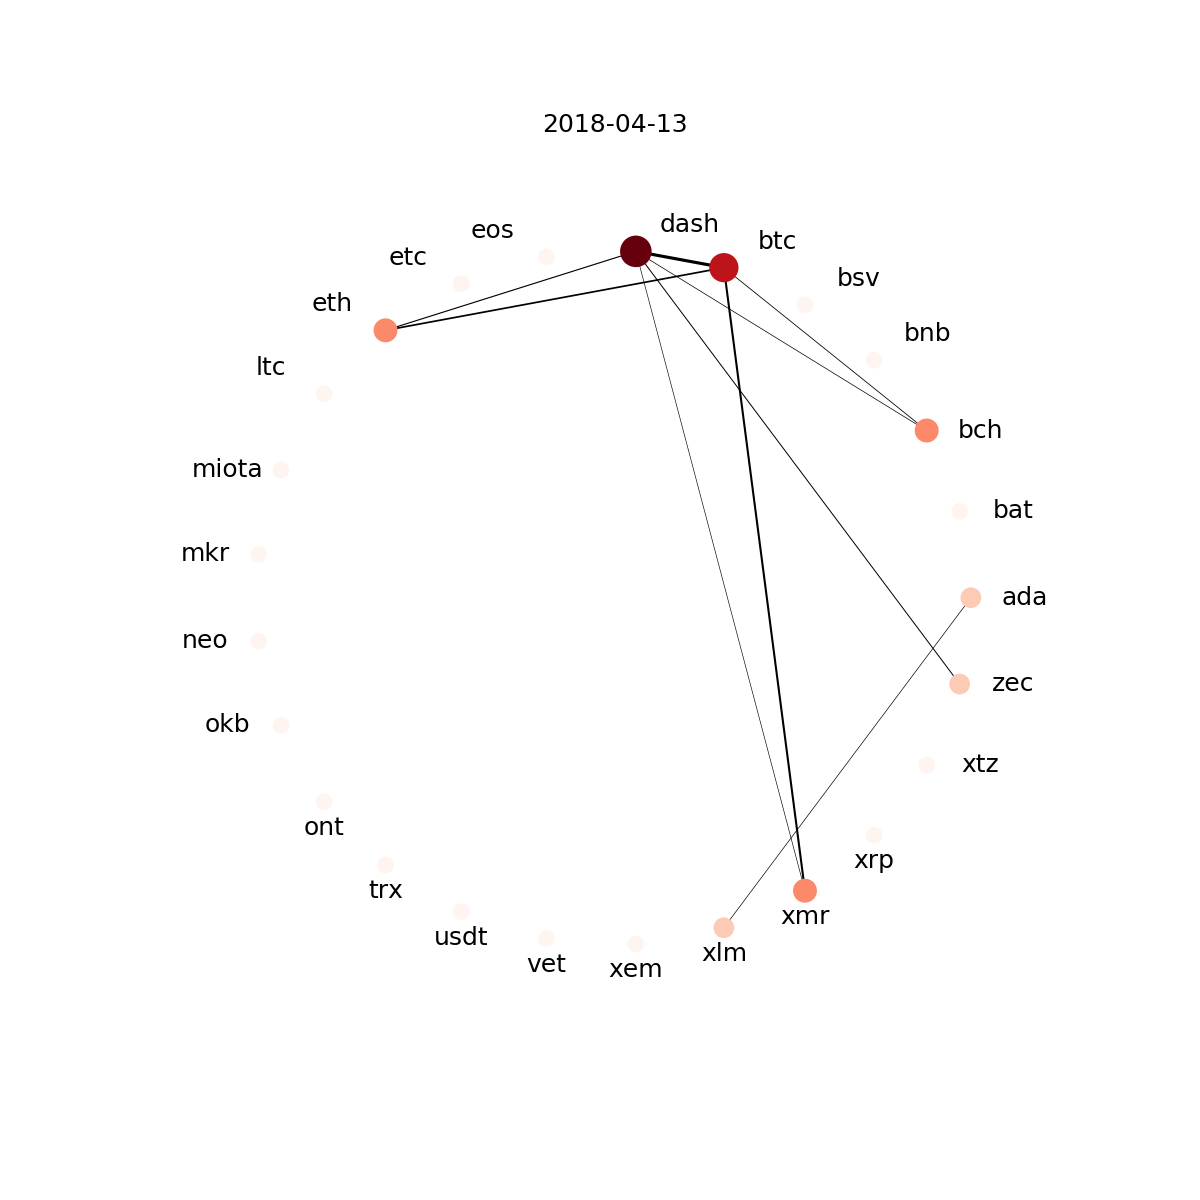 2018-04-13
dash
eos
btc
etc
bsv
eth
bnb
ltc
bch
miota
bat
mkr
ada
neo
zec
okb
xtz
ont
xrp
trx
xmr
usdt
xlm
vet
xem